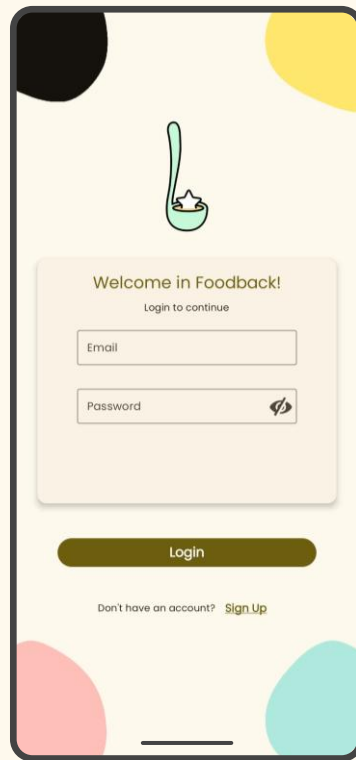 Welcome in Foodback!
Login to continue
Email
Password
Login
Don't have an account? Sign Up